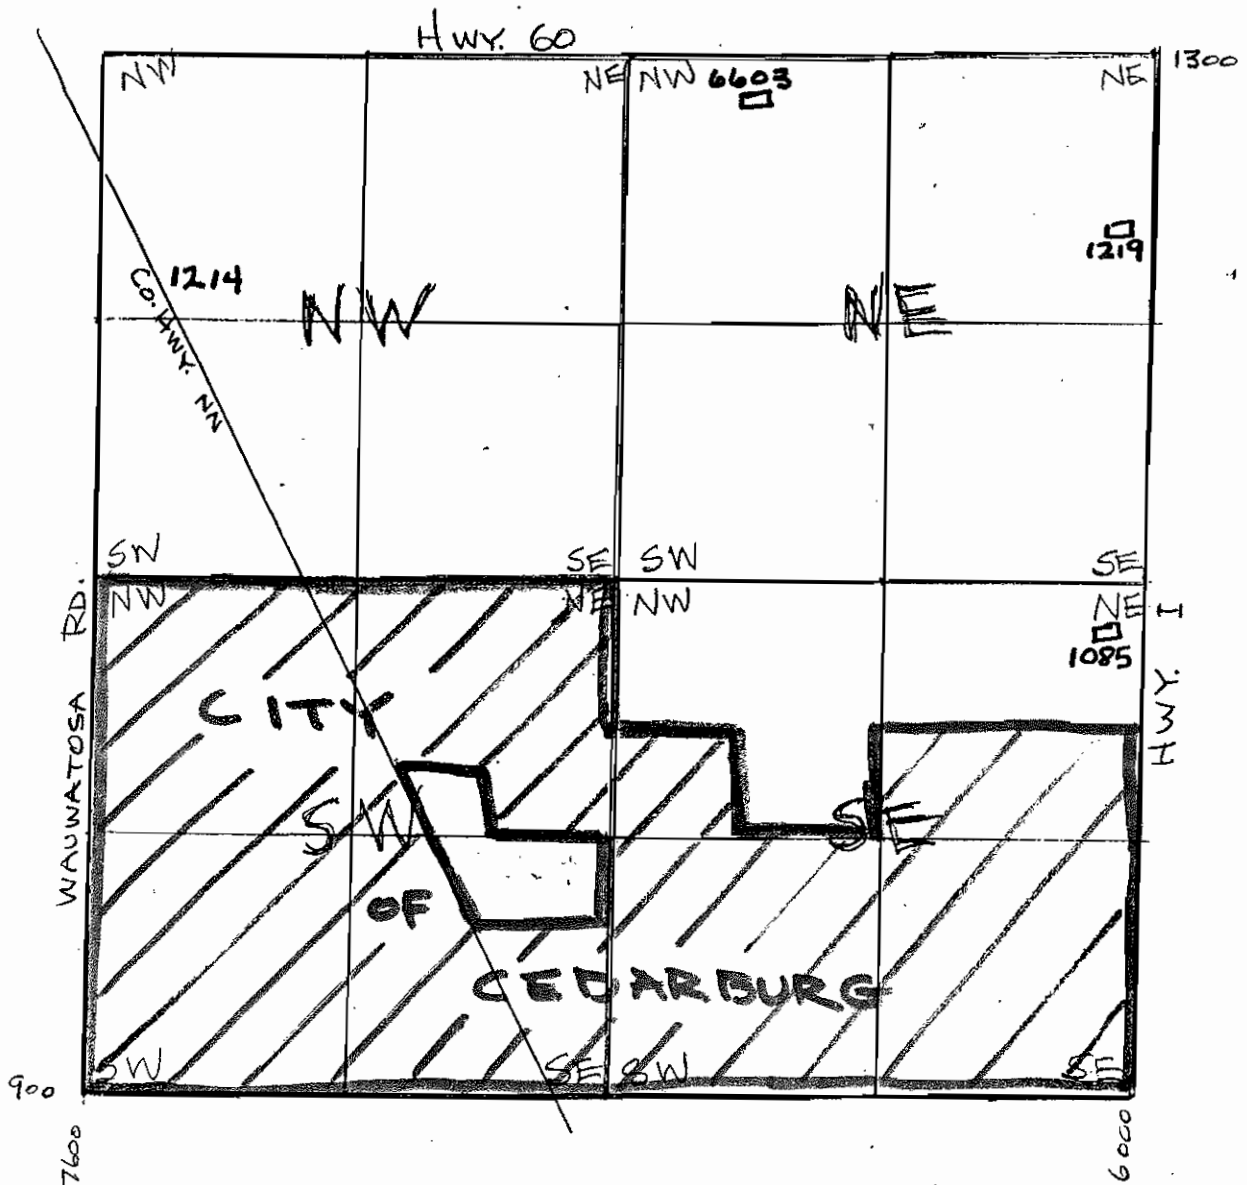 HWY. 60
1300
NW
NE
NW
6603
NE
1219
1214
CO. HWY. NN
NW
NE
SW
SE
SW
SE
NW
NE
NW
NE
1085
WAUWATOSA RD.
HWY. I
CITY
SW
SE
OF
CEDARBURG
SW
SE
SW
SE
900
7600
6000